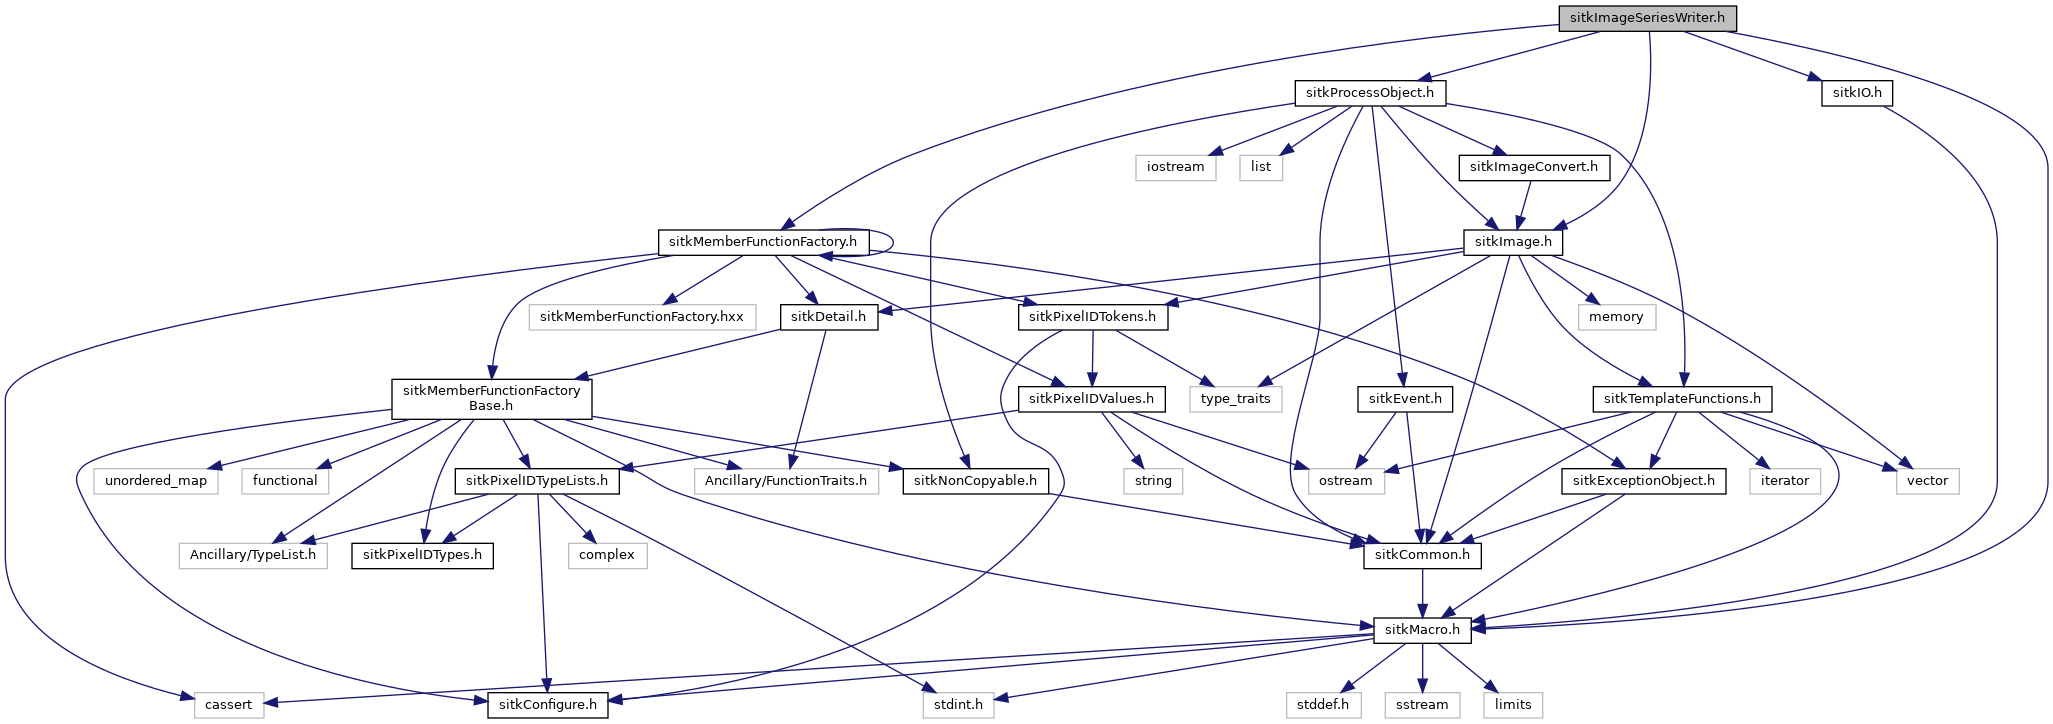 sitkImageSeriesWriter.h
sitkProcessObject.h
sitkIO.h
iostream
list
sitkImageConvert.h
sitkMemberFunctionFactory.h
sitkImage.h
sitkMemberFunctionFactory.hxx
sitkDetail.h
sitkPixelIDTokens.h
memory
sitkMemberFunctionFactory
Base.h
sitkPixelIDValues.h
type_traits
sitkEvent.h
sitkTemplateFunctions.h
unordered_map
functional
sitkPixelIDTypeLists.h
Ancillary/FunctionTraits.h
sitkNonCopyable.h
string
ostream
sitkExceptionObject.h
iterator
vector
Ancillary/TypeList.h
sitkPixelIDTypes.h
complex
sitkCommon.h
sitkMacro.h
cassert
sitkConfigure.h
stdint.h
stddef.h
sstream
limits